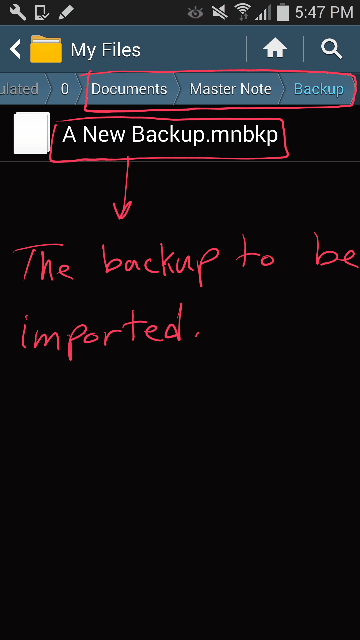 5:47 PM
My Files
ulated 0 Documents Master Note Backup
A New Backup.mnbkp
The backup to be
imported.